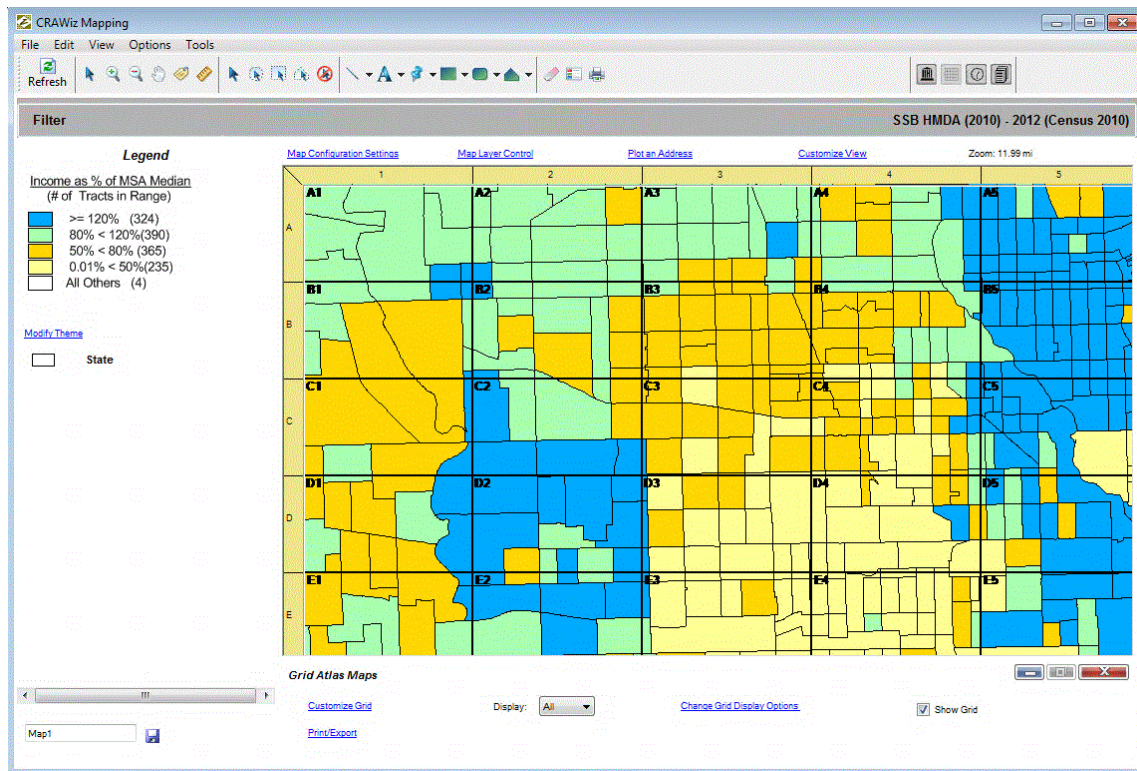 CRAWiz Mapping
File Edit View Options Tools
Refresh
Filter
SSB HMDA (2010) - 2012 (Census 2010)
Legend
Income as % of MSA Median
(# of Tracts in Range)
>= 120% (324)
80% < 120%(390)
50% < 80% (365)
0.01% < 50%(235)
All Others (4)
Modify Theme
State
Map Configuration Settings
Map Layer Control
Plot an Address
Customize View
Zoom: 11.99 mi
1 2 3 4 5
A
A1 A2 A3 A4 A5
B1 B2 B3 B4 B5
B
C1 C2 C3 C4 C5
C
D1 D2 D3 D4 D5
D
E1 E2 E3 E4 E5
E
Grid Atlas Maps
Customize Grid
Display: All
Change Grid Display Options
Show Grid
Print/Export
Map1